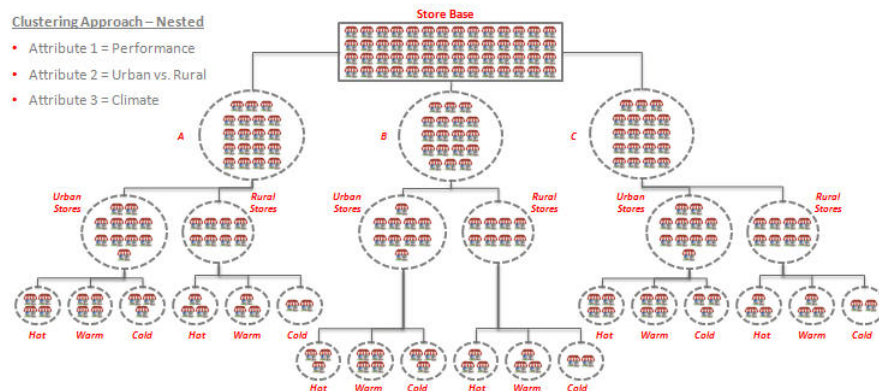 Clustering Approach – Nested
• Attribute 1 = Performance
• Attribute 2 = Urban vs. Rural
• Attribute 3 = Climate
Store Base
A
B
C
Urban
Stores
Rural
Stores
Urban
Stores
Rural
Stores
Urban
Stores
Rural
Stores
Hot
Warm
Cold
Hot
Warm
Cold
Hot
Warm
Cold
Hot
Warm
Cold
Hot
Warm
Cold
Hot
Warm
Cold